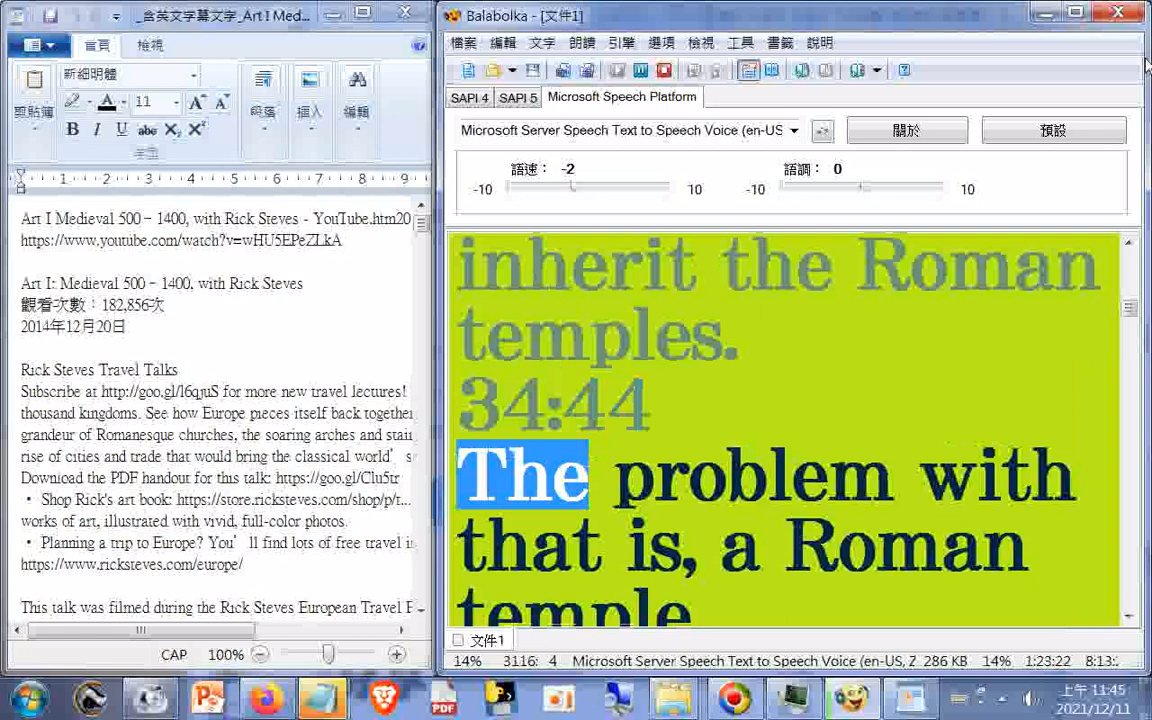 _含英文字幕文字_Art I Med...
首頁
檢視
剪貼簿
新細明體
11
B I U abc X₂ X²
字型
段落
插入
編輯
1 2 3 4 5 6 7 8 9
Art I Medieval 500 – 1400, with Rick Steves - YouTube.htm20
https://www.youtube.com/watch?v=wHU5EPeZLkA
Art I: Medieval 500 – 1400, with Rick Steves
觀看次數：182,856次
2014年12月20日
Rick Steves Travel Talks
Subscribe at http://goo.gl/l6qjuS for more new travel lectures!
thousand kingdoms. See how Europe pieces itself back together
grandeur of Romanesque churches, the soaring arches and stai
rise of cities and trade that would bring the classical world's
Download the PDF handout for this talk: https://goo.gl/Clu5tr
• Shop Rick's art book: https://store.ricksteves.com/shop/p/t...
works of art, illustrated with vivid, full-color photos.
• Planning a trip to Europe? You'll find lots of free travel i
https://www.ricksteves.com/europe/
This talk was filmed during the Rick Steves European Travel F
CAP 100%
Balabolka - [文件1]
檔案 編輯 文字 朗讀 引擎 選項 檢視 工具 書籤 說明
SAPI 4 SAPI 5 Microsoft Speech Platform
Microsoft Server Speech Text to Speech Voice (en-US
關於
預設
語速： -2
語調： 0
-10 10 -10 10
inherit the Roman
temples.
34:44
The problem with
that is, a Roman
temple
文件1
14% 3116: 4 Microsoft Server Speech Text to Speech Voice (en-US, Z 286 KB 14% 1:23:22 8:13:
PDF
上午 11:45
2021/12/11